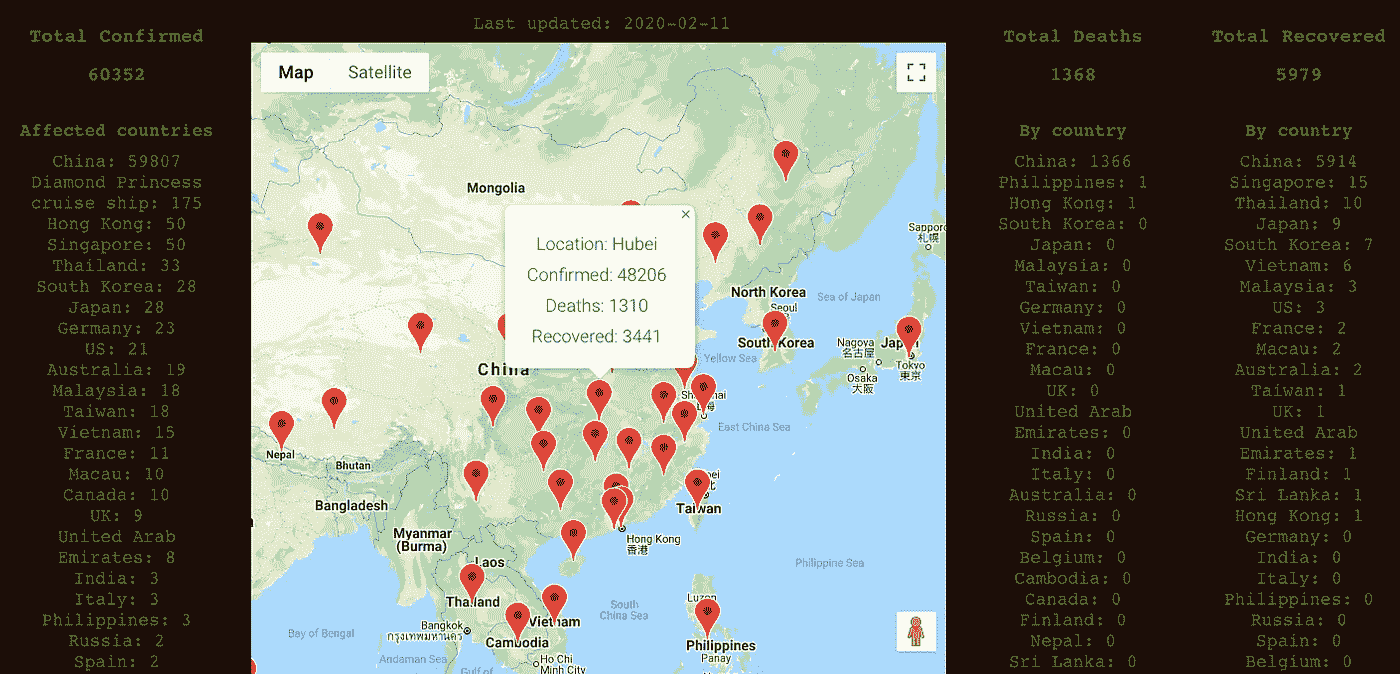 Last updated: 2020-02-11
Total Confirmed
60352
Affected countries
China: 59807
Diamond Princess
cruise ship: 175
Hong Kong: 50
Singapore: 50
Thailand: 33
South Korea: 28
Japan: 28
Germany: 23
US: 21
Australia: 19
Malaysia: 18
Taiwan: 18
Vietnam: 15
France: 11
Macau: 10
Canada: 10
UK: 9
United Arab
Emirates: 8
India: 3
Italy: 3
Philippines: 3
Russia: 2
Spain: 2
Map Satellite
Mongolia
Location: Hubei
Confirmed: 48206
Deaths: 1310
Recovered: 3441
Sapporo
札幌
North Korea
Sea of Japan
Seoul
South Korea
Nagoya
名古屋
Japan
Tokyo
東京
Yellow Sea
Osaka
大阪
China
East China Sea
Nepal
Bhutan
Bangladesh
Taiwan
Myanmar
(Burma)
Hong Kong
香港
Laos
Philippine Sea
Thailand
Luzon
South
China Sea
Vietnam
Bay of Bengal
Bangkok
กรุงเทพมหานคร
Cambodia
Philippines
Andaman Sea
Ho Chi
Minh City
Panay
Gulf of
Total Deaths
1368
By country
China: 1366
Philippines: 1
Hong Kong: 1
South Korea: 0
Japan: 0
Malaysia: 0
Taiwan: 0
Germany: 0
Vietnam: 0
France: 0
Macau: 0
UK: 0
United Arab
Emirates: 0
India: 0
Italy: 0
Australia: 0
Russia: 0
Spain: 0
Belgium: 0
Cambodia: 0
Canada: 0
Finland: 0
Nepal: 0
Sri Lanka: 0
Total Recovered
5979
By country
China: 5914
Singapore: 15
Thailand: 10
Japan: 9
South Korea: 7
Vietnam: 6
Malaysia: 3
US: 3
France: 2
Macau: 2
Australia: 2
Taiwan: 1
UK: 1
United Arab
Emirates: 1
Finland: 1
Sri Lanka: 1
Hong Kong: 1
Germany: 0
India: 0
Italy: 0
Philippines: 0
Russia: 0
Spain: 0
Belgium: 0